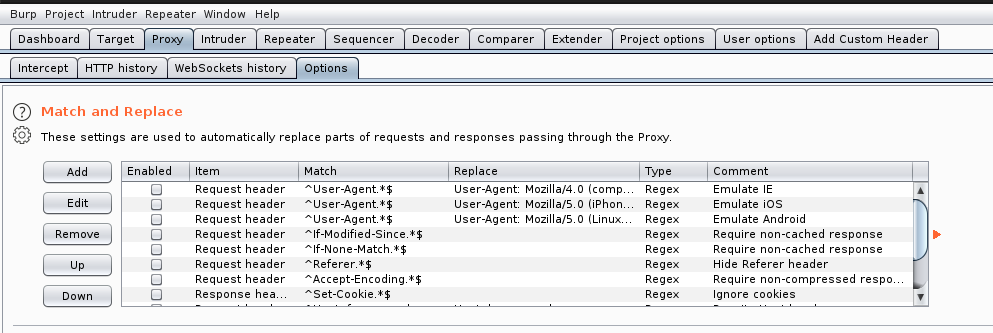 Burp Project Intruder Repeater Window Help
Dashboard Target Proxy Intruder Repeater Sequencer Decoder Comparer Extender Project options User options Add Custom Header
Intercept HTTP history WebSockets history Options
? Match and Replace
These settings are used to automatically replace parts of requests and responses passing through the Proxy.
Add Enabled Item Match Replace Type Comment
Request header ^User-Agent.*$ User-Agent: Mozilla/4.0 (comp... Regex Emulate IE
Edit Request header ^User-Agent.*$ User-Agent: Mozilla/5.0 (iPhon... Regex Emulate iOS
Request header ^User-Agent.*$ User-Agent: Mozilla/5.0 (Linux... Regex Emulate Android
Remove Request header ^If-Modified-Since.*$ Regex Require non-cached response
Request header ^If-None-Match.*$ Regex Require non-cached response
Up Request header ^Referer.*$ Regex Hide Referer header
Request header ^Accept-Encoding.*$ Regex Require non-compressed respo...
Down Response hea... ^Set-Cookie.*$ Regex Ignore cookies